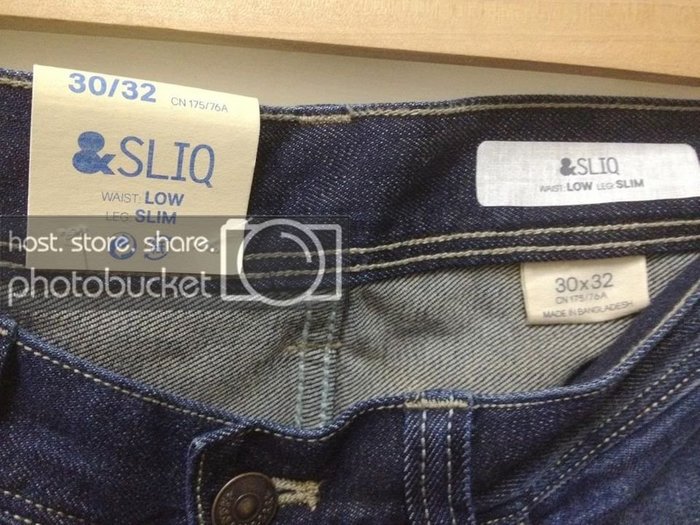 30/32 CN 175/76A
&SLIQ
WAIST: LOW
LEG: SLIM
&SLIQ
WAIST: LOW LEG: SLIM
30x32
CN 175/76A
MADE IN BANGLADESH
host. store. share.
photobucket